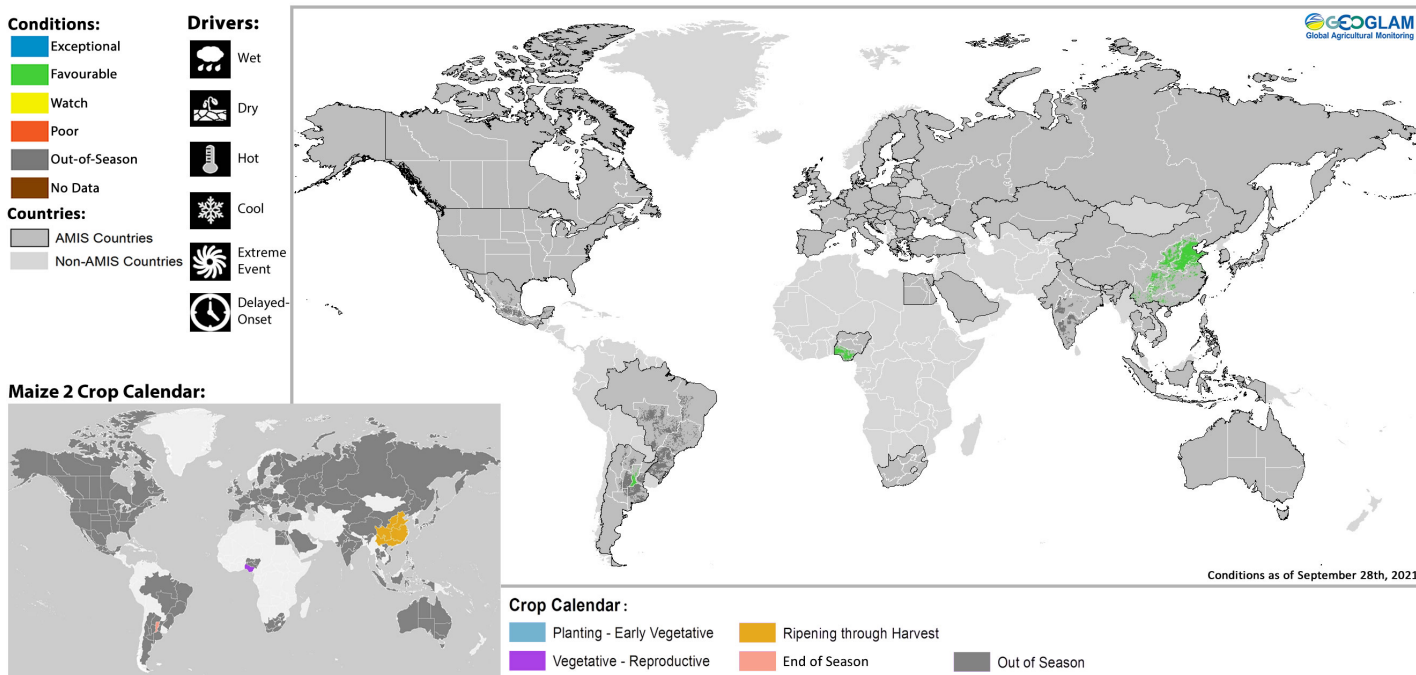 Conditions:
Exceptional
Favourable
Watch
Poor
Out-of-Season
No Data
Countries:
AMIS Countries
Non-AMIS Countries
Drivers:
Wet
Dry
Hot
Cool
Extreme
Event
Delayed-
Onset
GEOGLAM
Global Agricultural Monitoring
Conditions as of September 28th, 2021
Maize 2 Crop Calendar:
Crop Calendar :
Planting - Early Vegetative
Vegetative - Reproductive
Ripening through Harvest
End of Season
Out of Season